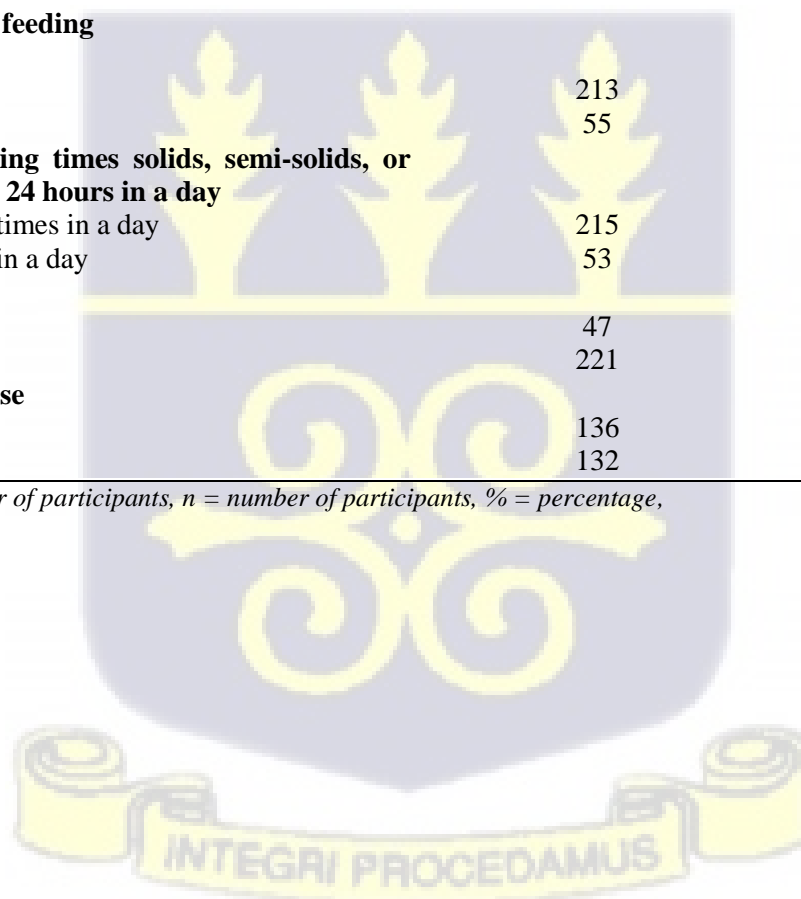 feeding
213
55
ing times solids, semi-solids, or
24 hours in a day
times in a day 215
in a day 53
47
221
se
136
132
r of participants, n = number of participants, % = percentage,
INTEGRI PROCEDAMUS